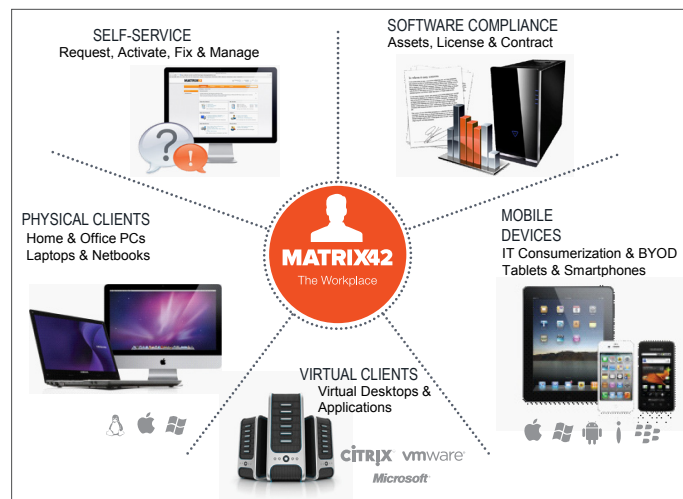 SELF-SERVICE
Request, Activate, Fix & Manage
MATRIX42
?
!
SOFTWARE COMPLIANCE
Assets, License & Contract
PHYSICAL CLIENTS
Home & Office PCs
Laptops & Netbooks
MATRIX42
The Workplace
MOBILE
DEVICES
IT Consumerization & BYOD
Tablets & Smartphones
VIRTUAL CLIENTS
Virtual Desktops &
Applications
CITRIX vmware
Microsoft